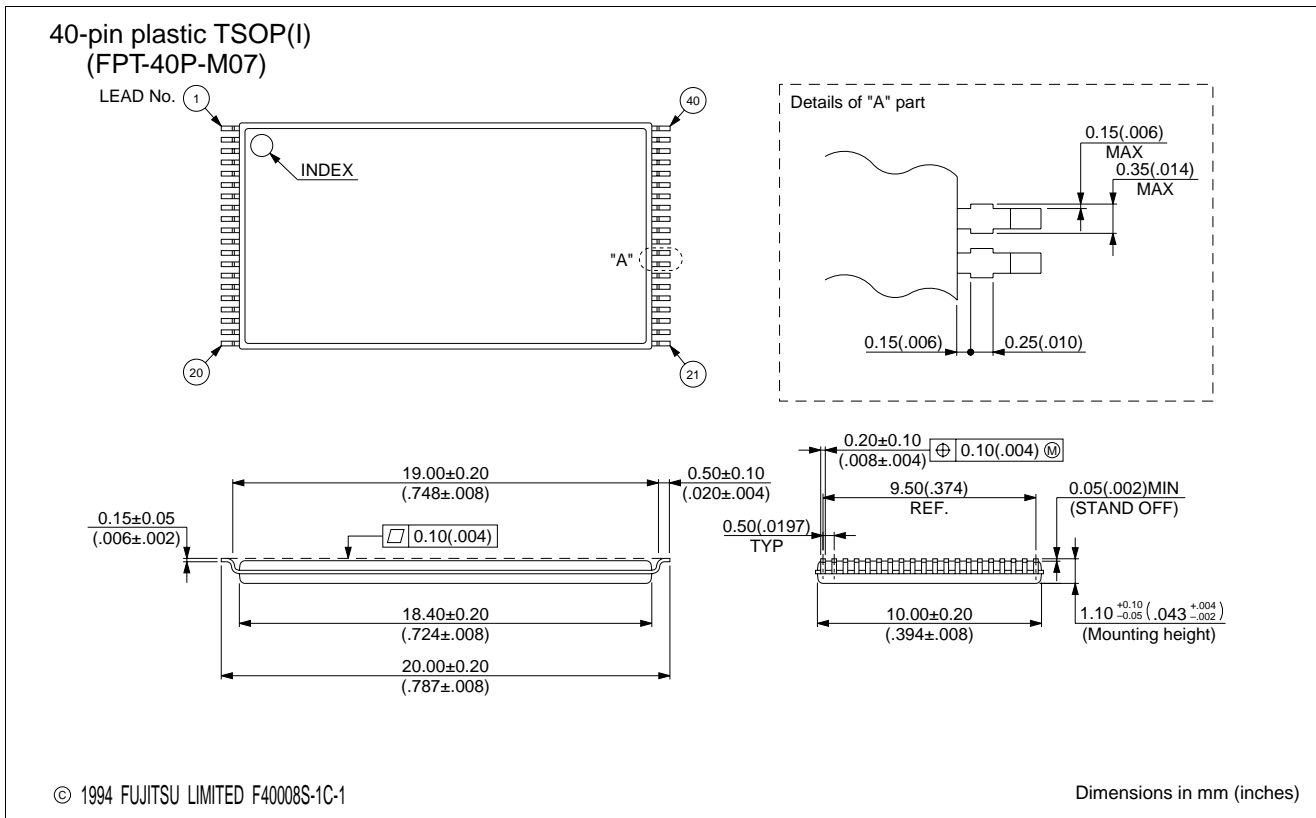 40-pin plastic TSOP(I)
(FPT-40P-M07)
LEAD No. 1
40
INDEX
"A"
20
21
Details of "A" part
0.15(.006)
MAX
0.35(.014)
MAX
0.15(.006)
0.25(.010)
19.00±0.20
(.748±.008)
0.50±0.10
(.020±.004)
0.15±0.05
(.006±.002)
0.10(.004)
18.40±0.20
(.724±.008)
20.00±0.20
(.787±.008)
0.20±0.10
(.008±.004)
0.10(.004) Ⓜ
9.50(.374)
REF.
0.05(.002)MIN
(STAND OFF)
0.50(.0197)
TYP
10.00±0.20
(.394±.008)
1.10 +0.10 –0.05 (.043 +.004 –.002)
(Mounting height)
© 1994 FUJITSU LIMITED F40008S-1C-1
Dimensions in mm (inches)